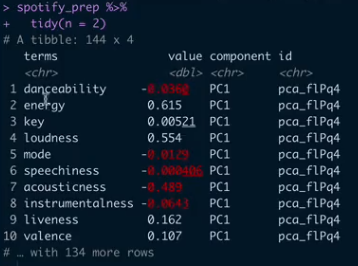 > spotify_prep %>%
+ tidy(n = 2)
# A tibble: 144 x 4
terms value component id
<chr> <dbl> <chr> <chr>
1 danceability -0.0360 PC1 pca_flPq4
2 energy 0.615 PC1 pca_flPq4
3 key 0.00521 PC1 pca_flPq4
4 loudness 0.554 PC1 pca_flPq4
5 mode -0.0129 PC1 pca_flPq4
6 speechiness -0.000406 PC1 pca_flPq4
7 acousticness -0.489 PC1 pca_flPq4
8 instrumentalness -0.0643 PC1 pca_flPq4
9 liveness 0.162 PC1 pca_flPq4
10 valence 0.107 PC1 pca_flPq4
# … with 134 more rows